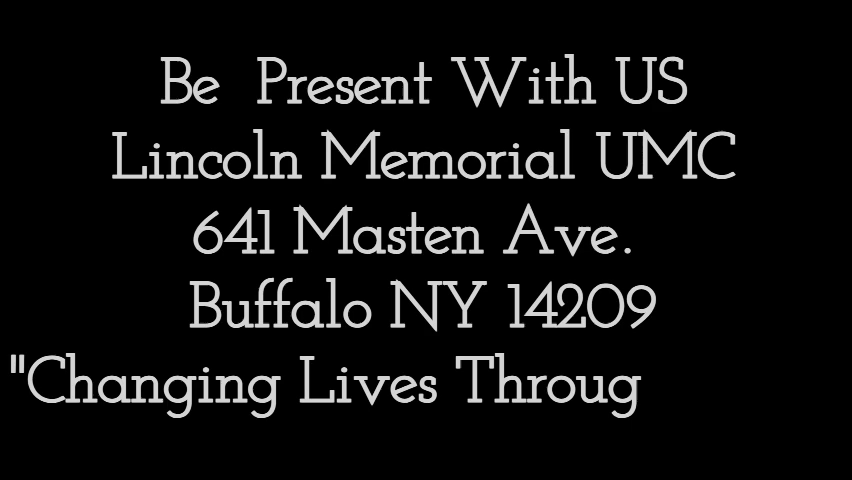 Be Present With US
Lincoln Memorial UMC
641 Masten Ave.
Buffalo NY 14209
"Changing Lives Throug